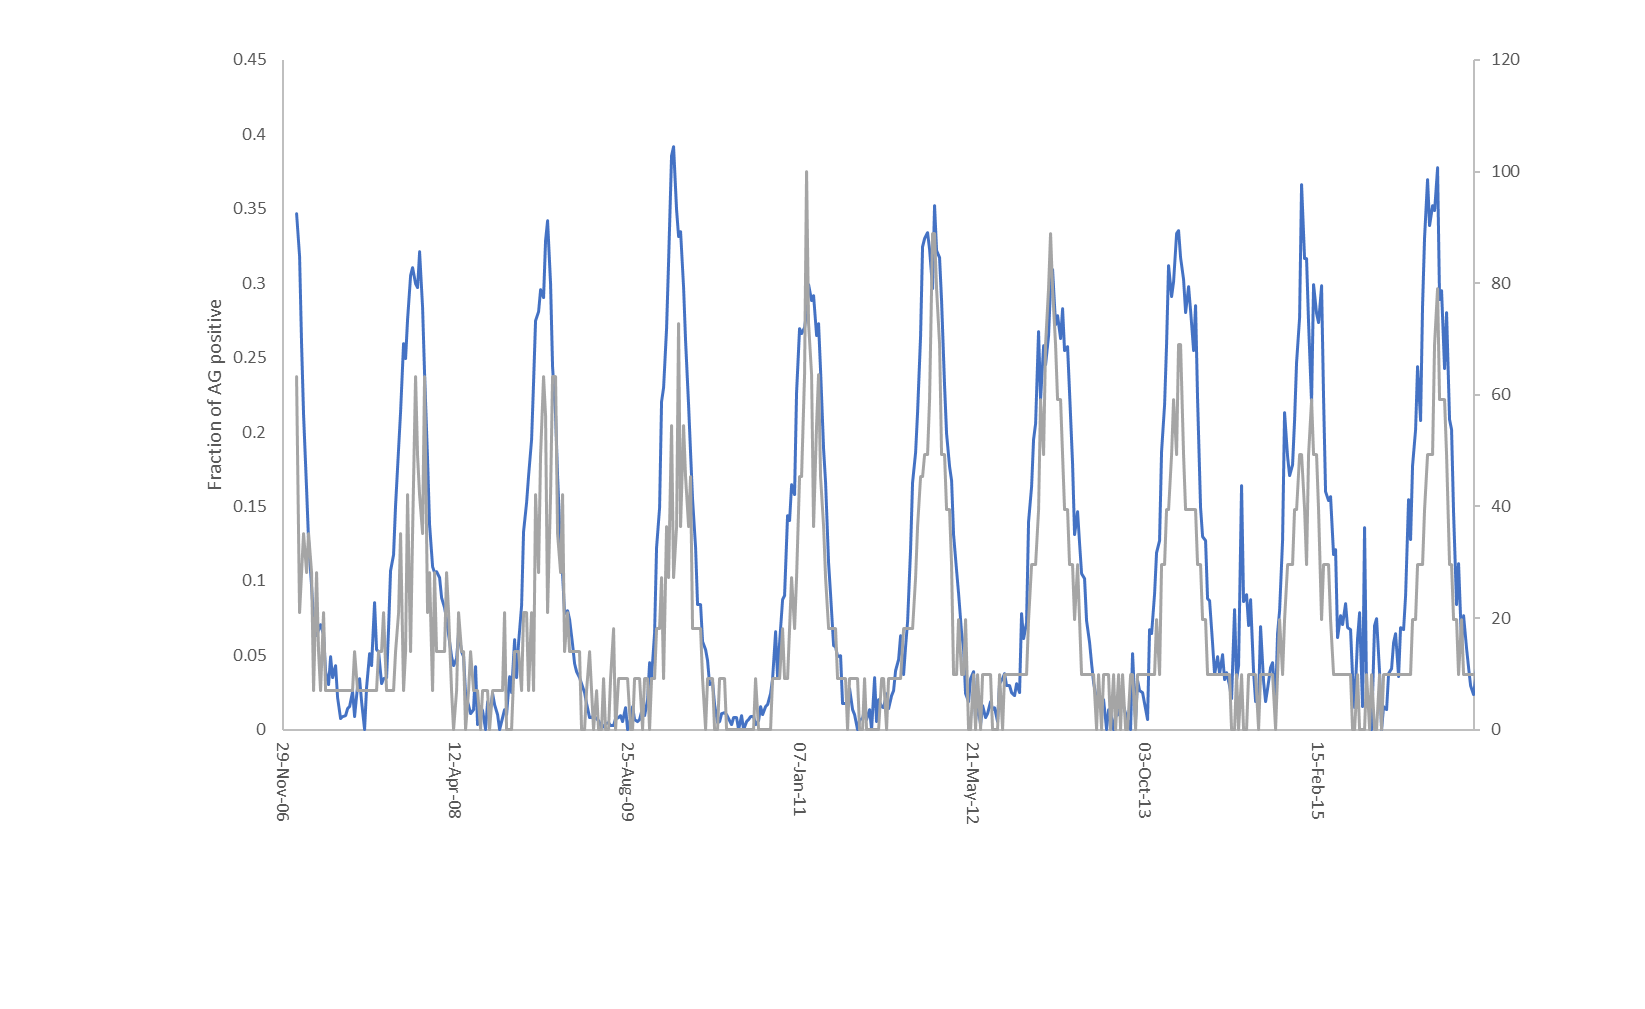 0.45
0.4
0.35
0.3
0.25
0.2
0.15
0.1
0.05
0
Fraction of AG positive
120
100
80
60
40
20
0
29-Nov-06
12-Apr-08
25-Aug-09
07-Jan-11
21-May-12
03-Oct-13
15-Feb-15